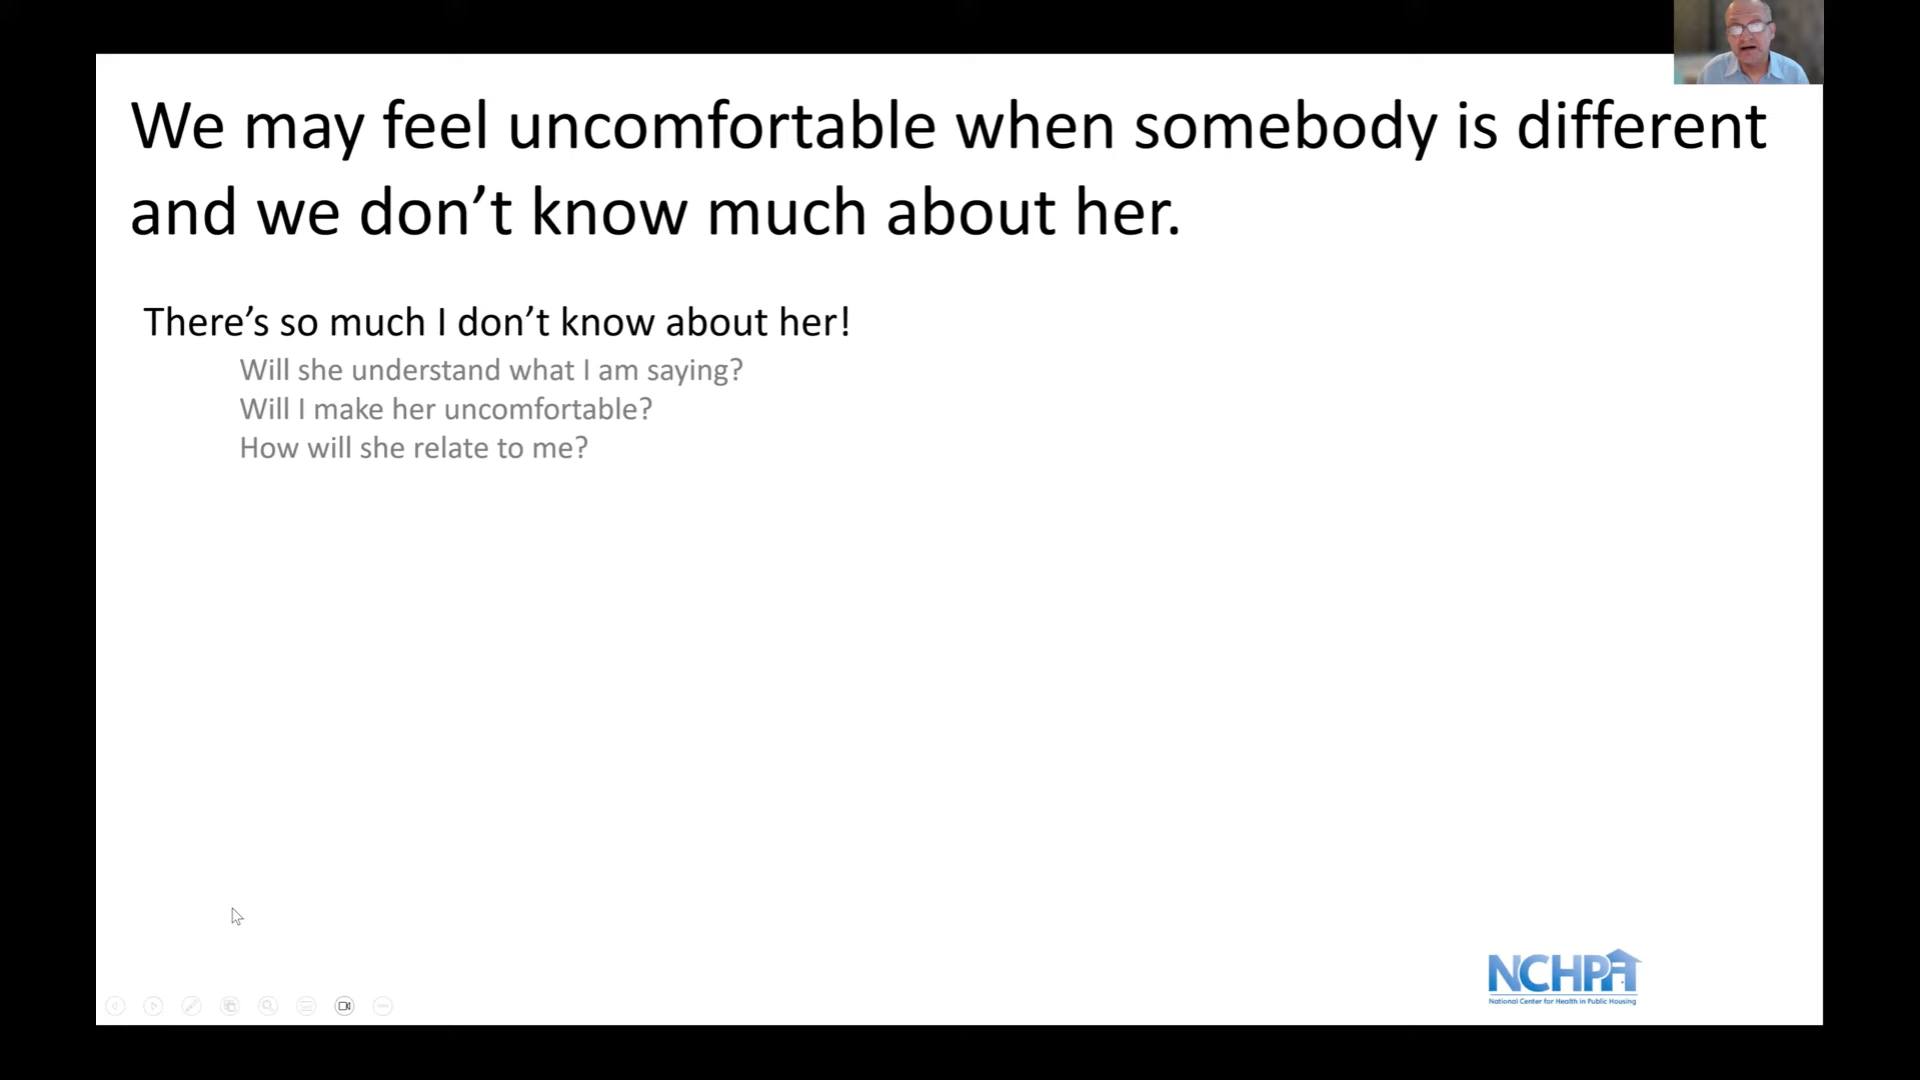 We may feel uncomfortable when somebody is different
and we don’t know much about her.
There’s so much I don’t know about her!
Will she understand what I am saying?
Will I make her uncomfortable?
How will she relate to me?
NCHPH
National Center for Health in Public Housing